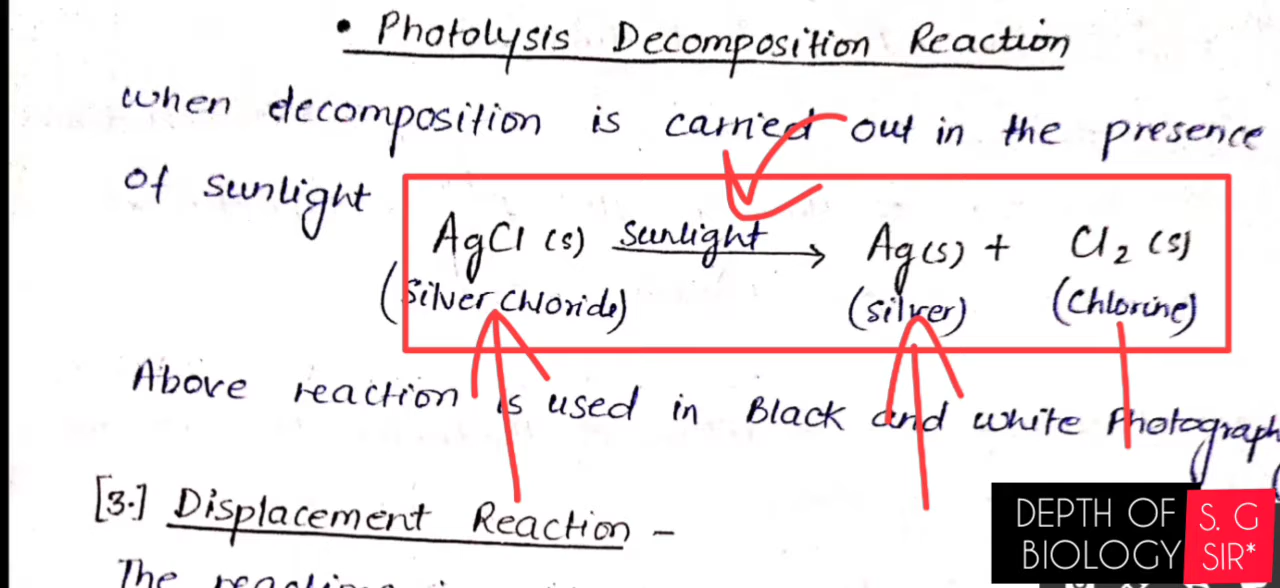 • Photolysis Decomposition Reaction
when decomposition is carried out in the presence
of sunlight
AgCl (s) Sunlight → Ag(s) + Cl₂ (s)
(Silver Chloride) (Silver) (Chlorine)
Above reaction is used in Black and white Photograph
[3.] Displacement Reaction –
The
DEPTH OF
BIOLOGY
S. G
SIR*